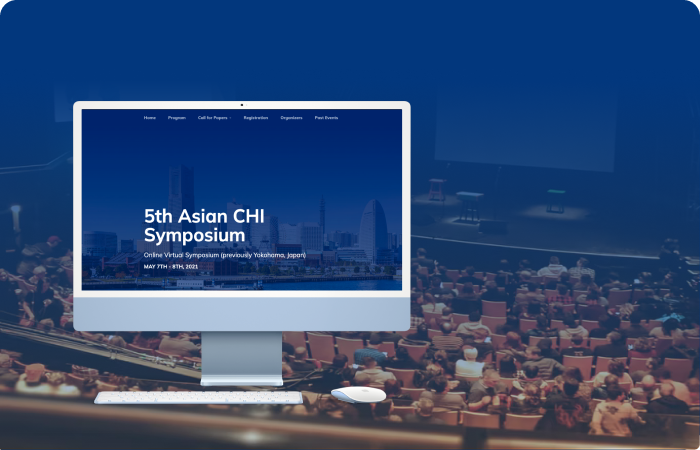 Home Program Call for Papers Registration Organizers Past Events
5th Asian CHI
Symposium
Online Virtual Symposium (previously Yokohama, Japan)
MAY 7TH - 8TH, 2021